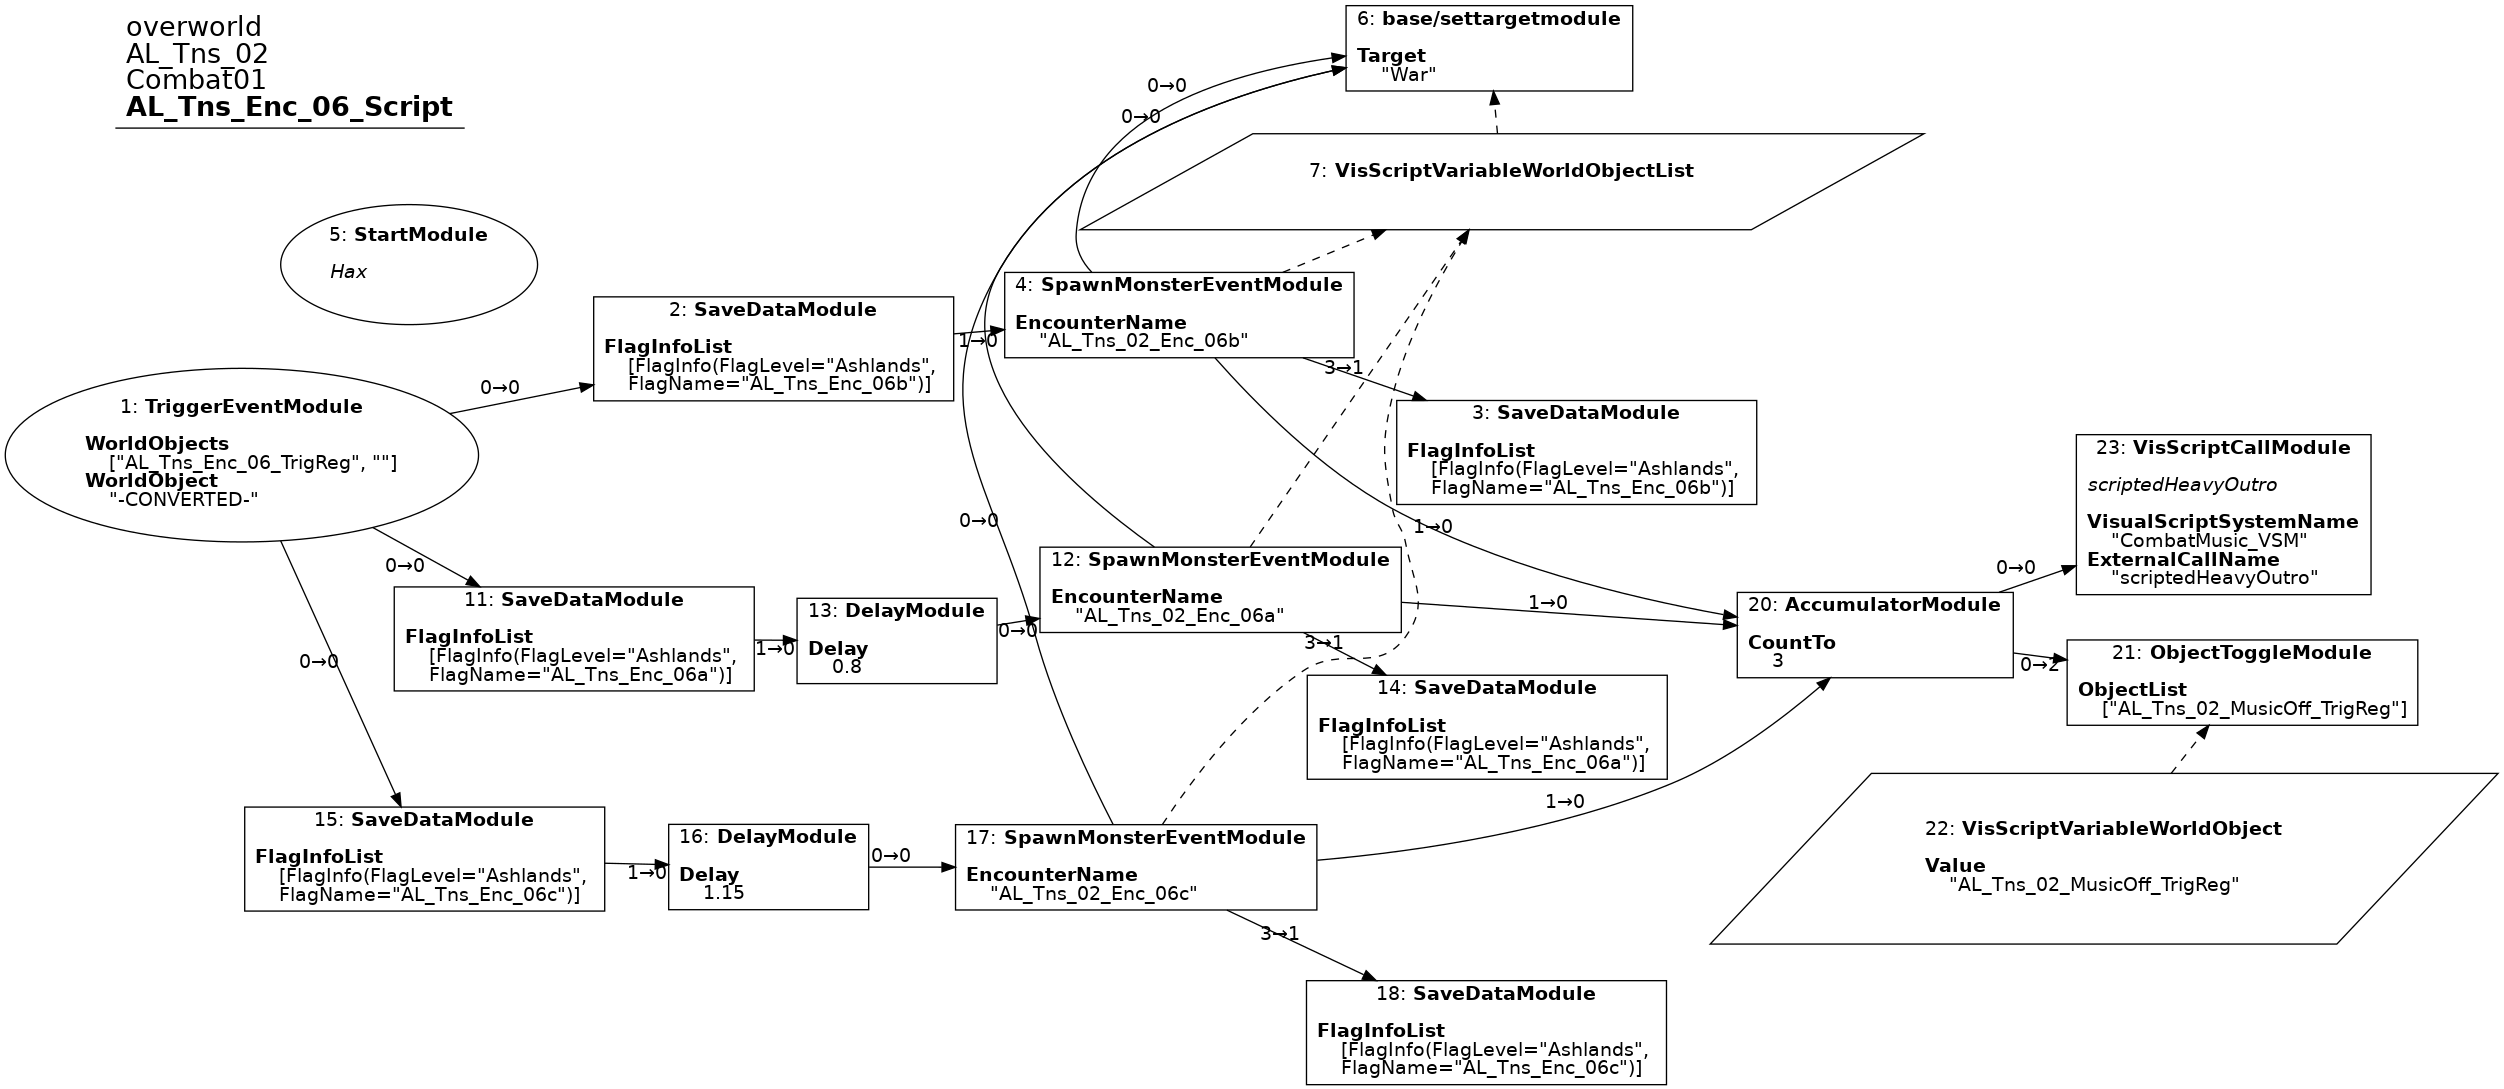 overworld
AL_Tns_02
Combat01
AL_Tns_Enc_06_Script
6: base/settargetmodule
Target
"War"
0→0
0→0
7: VisScriptVariableWorldObjectList
5: StartModule
Hax
2: SaveDataModule
FlagInfoList
[FlagInfo(FlagLevel="Ashlands",
FlagName="AL_Tns_Enc_06b")]
1→0
4: SpawnMonsterEventModule
EncounterName
"AL_Tns_02_Enc_06b"
3→1
0→0
1: TriggerEventModule
WorldObjects
["AL_Tns_Enc_06_TrigReg", ""]
WorldObject
"-CONVERTED-"
3: SaveDataModule
FlagInfoList
[FlagInfo(FlagLevel="Ashlands",
FlagName="AL_Tns_Enc_06b")]
23: VisScriptCallModule
scriptedHeavyOutro
VisualScriptSystemName
"CombatMusic_VSM"
ExternalCallName
"scriptedHeavyOutro"
0→0
1→0
0→0
0→0
11: SaveDataModule
FlagInfoList
[FlagInfo(FlagLevel="Ashlands",
FlagName="AL_Tns_Enc_06a")]
1→0
13: DelayModule
Delay
0.8
0→0
12: SpawnMonsterEventModule
EncounterName
"AL_Tns_02_Enc_06a"
1→0
3→1
20: AccumulatorModule
CountTo
3
0→2
21: ObjectToggleModule
ObjectList
["AL_Tns_02_MusicOff_TrigReg"]
0→0
14: SaveDataModule
FlagInfoList
[FlagInfo(FlagLevel="Ashlands",
FlagName="AL_Tns_Enc_06a")]
15: SaveDataModule
FlagInfoList
[FlagInfo(FlagLevel="Ashlands",
FlagName="AL_Tns_Enc_06c")]
1→0
16: DelayModule
Delay
1.15
0→0
17: SpawnMonsterEventModule
EncounterName
"AL_Tns_02_Enc_06c"
1→0
3→1
22: VisScriptVariableWorldObject
Value
"AL_Tns_02_MusicOff_TrigReg"
18: SaveDataModule
FlagInfoList
[FlagInfo(FlagLevel="Ashlands",
FlagName="AL_Tns_Enc_06c")]